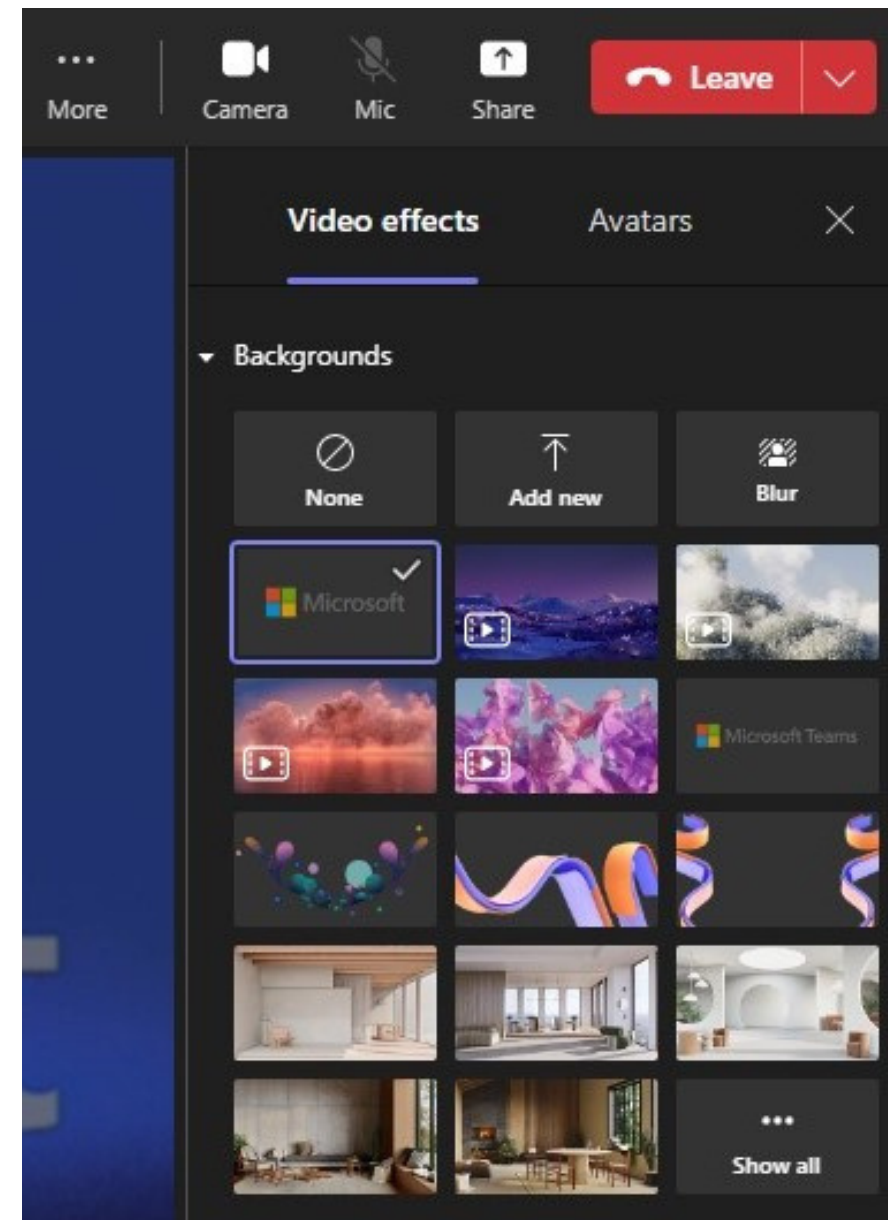 More
Camera
Mic
Share
Leave
Video effects
Avatars
Backgrounds
None
Add new
Blur
Microsoft
Microsoft Teams
Show all